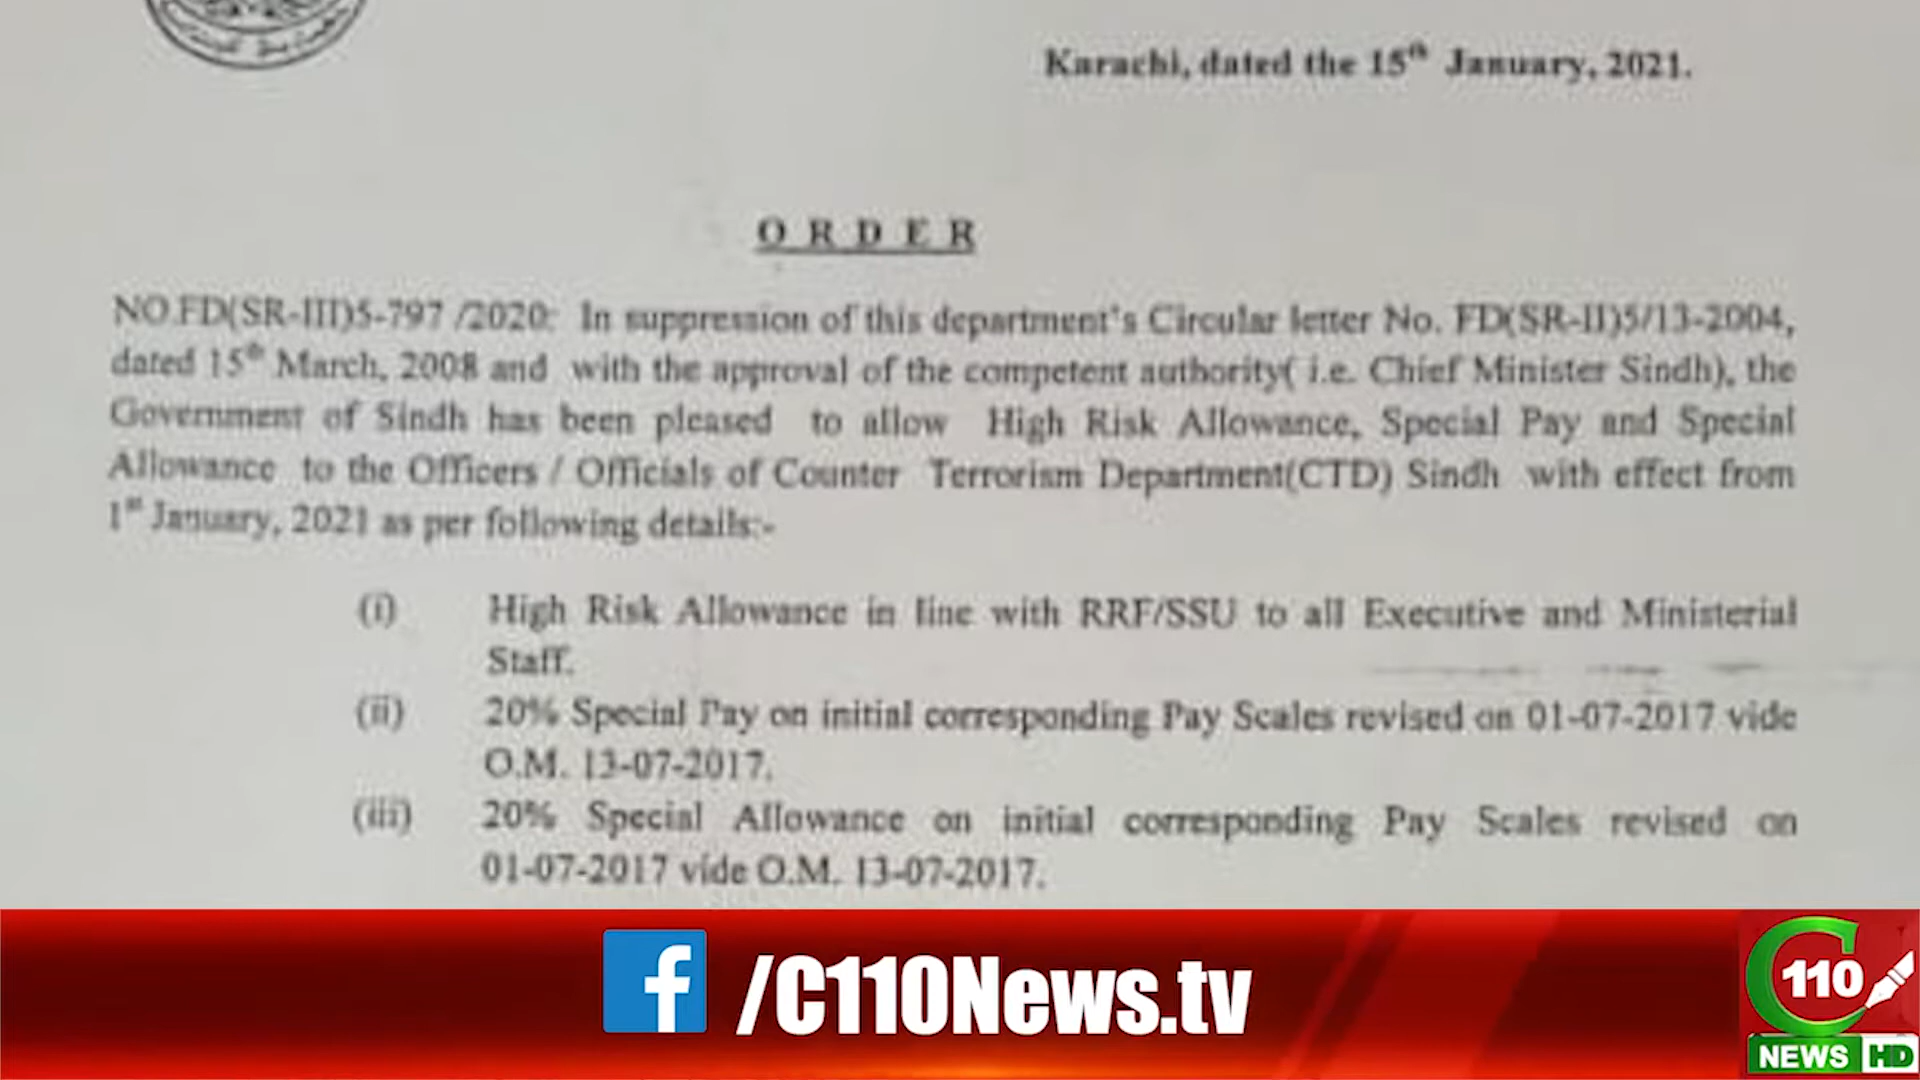 Karachi, dated the 15th January, 2021.
O R D E R
NO.FD(SR-III)5-797 /2020: In suppression of this department's Circular letter No. FD(SR-II)5/13-2004,
dated 15th March, 2008 and with the approval of the competent authority( i.e. Chief Minister Sindh), the
Government of Sindh has been pleased to allow High Risk Allowance, Special Pay and Special
Allowance to the Officers / Officials of Counter Terrorism Department(CTD) Sindh with effect from
1st January, 2021 as per following details:-
(i) High Risk Allowance in line with RRF/SSU to all Executive and Ministerial
Staff.
(ii) 20% Special Pay on initial corresponding Pay Scales revised on 01-07-2017 vide
O.M. 13-07-2017.
(iii) 20% Special Allowance on initial corresponding Pay Scales revised on
01-07-2017 vide O.M. 13-07-2017.
f /C110News.tv
C 110
NEWS HD